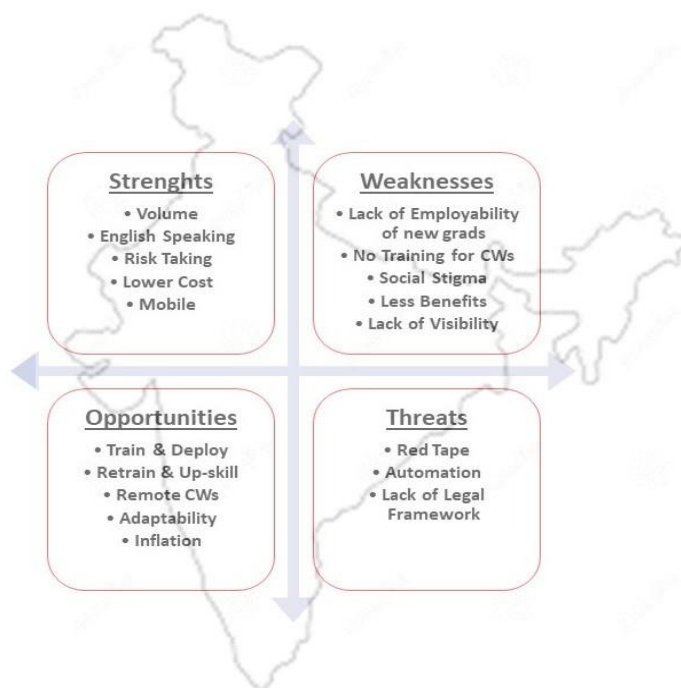 Strenghts
• Volume
• English Speaking
• Risk Taking
• Lower Cost
• Mobile
Weaknesses
• Lack of Employability
of new grads
• No Training for CWs
• Social Stigma
• Less Benefits
• Lack of Visibility
Opportunities
• Train & Deploy
• Retrain & Up-skill
• Remote CWs
• Adaptability
• Inflation
Threats
• Red Tape
• Automation
• Lack of Legal
Framework